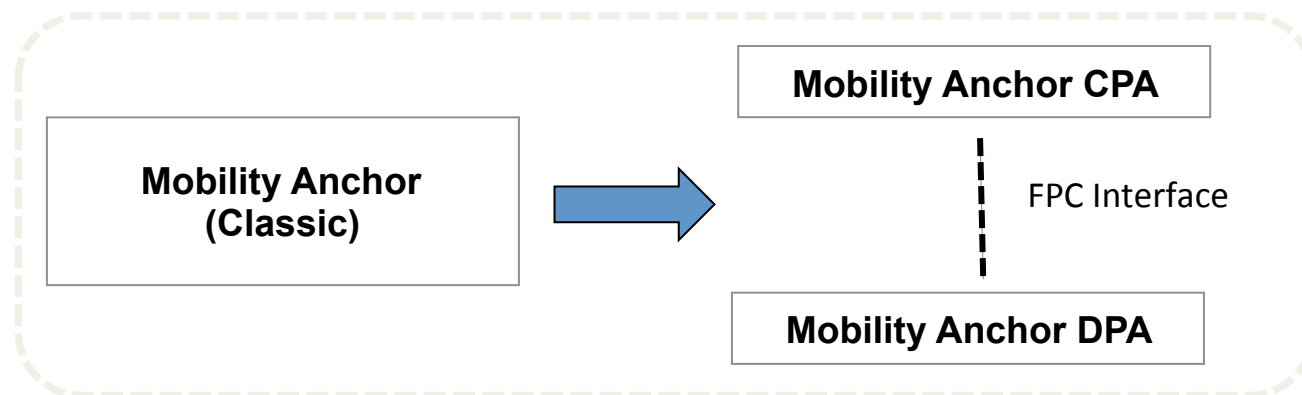 Mobility Anchor
(Classic)
Mobility Anchor CPA
FPC Interface
Mobility Anchor DPA